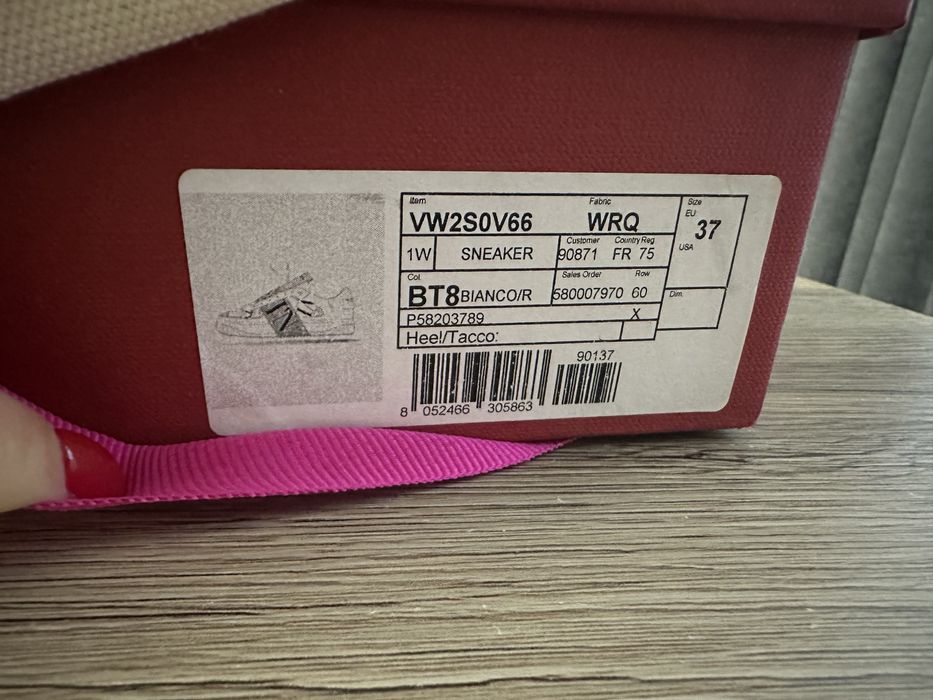 Item Fabric Size
VW2S0V66 WRQ EU: 37
1W SNEAKER Customer Country Reg USA
90871 FR 75
Col. Sales Order Row
BT8 BIANCO/R 580007970 60 Dim.
P58203789 X
Heel/Tacco:
90137
8 052466 305863